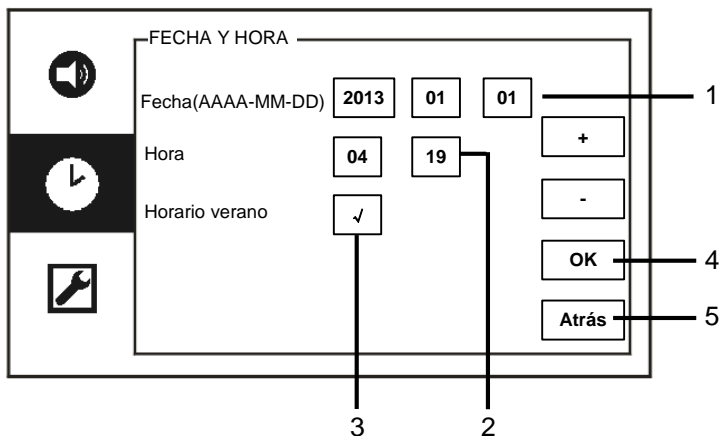 FECHA Y HORA
Fecha(AAAA-MM-DD) 2013 01 01 1
+
Hora 04 19
-
Horario verano √
OK 4
Atrás 5
3 2